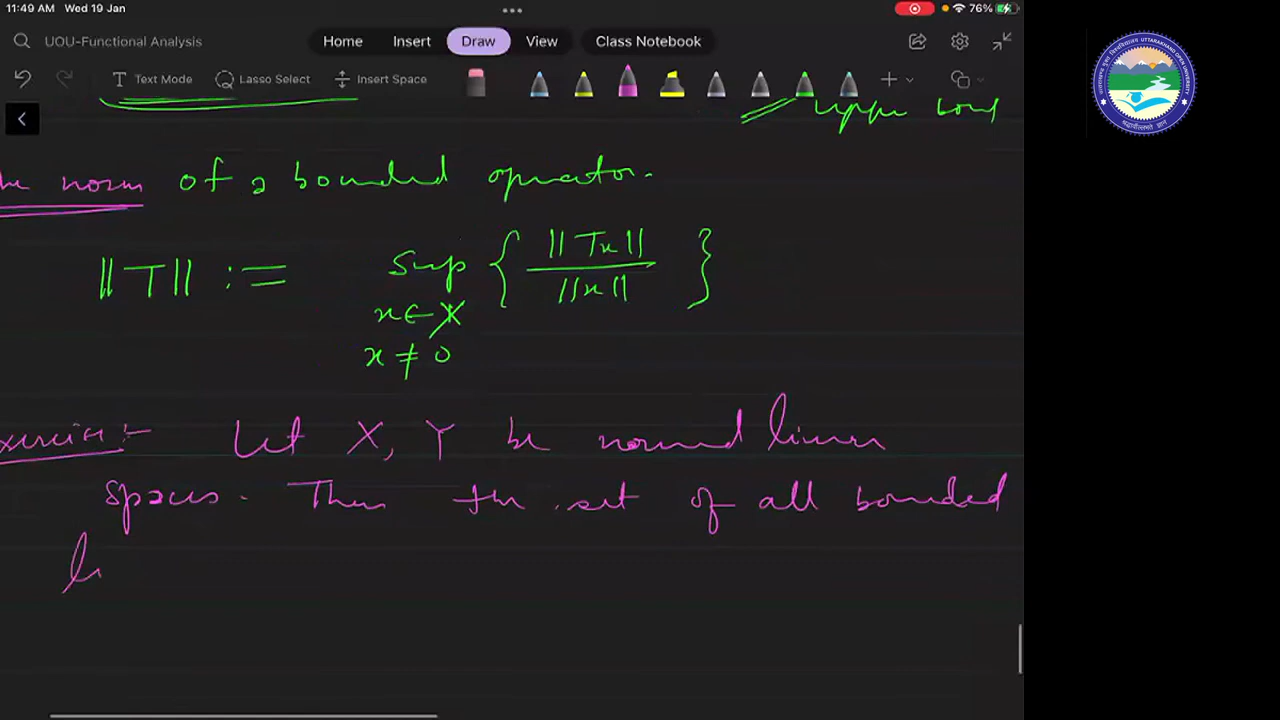 11:49 AM Wed 19 Jan
76%
UOU-Functional Analysis
Home Insert Draw View Class Notebook
Text Mode Lasso Select Insert Space
upper
norm of a bounded operator.
||T|| := Sup { ||Tx|| / ||x|| }
x ∈ X
x ≠ 0
Let X, Y be normed linear
spaces. Then the set of all bounded
li